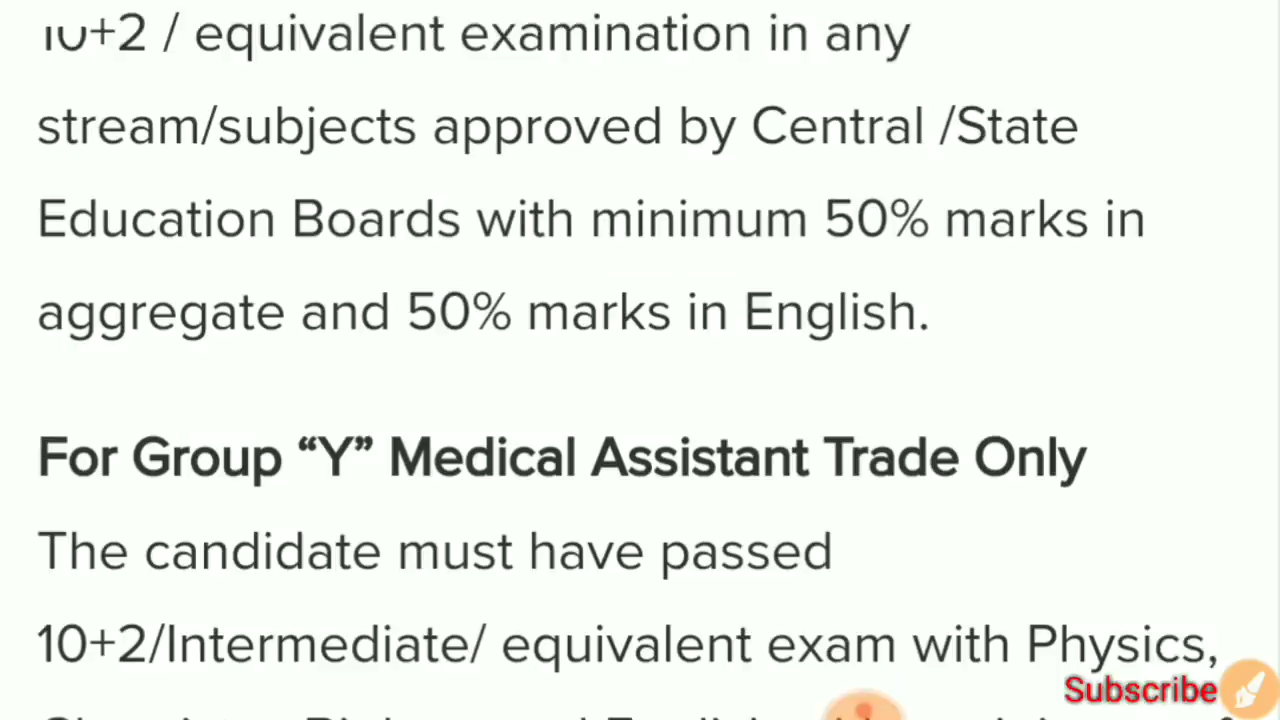 10+2 / equivalent examination in any
stream/subjects approved by Central /State
Education Boards with minimum 50% marks in
aggregate and 50% marks in English.
For Group “Y” Medical Assistant Trade Only
The candidate must have passed
10+2/Intermediate/ equivalent exam with Physics,
Subscribe